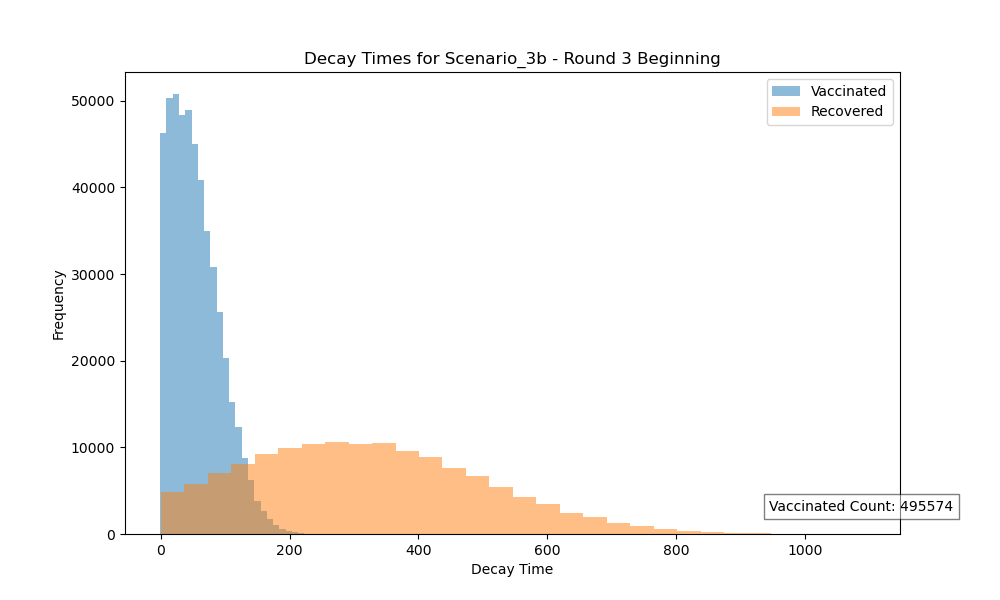 Decay Times for Scenario_3b - Round 3 Beginning
Vaccinated
Recovered
50000
40000
30000
20000
10000
0
Frequency
Vaccinated Count: 495574
0
200
400
600
800
1000
Decay Time